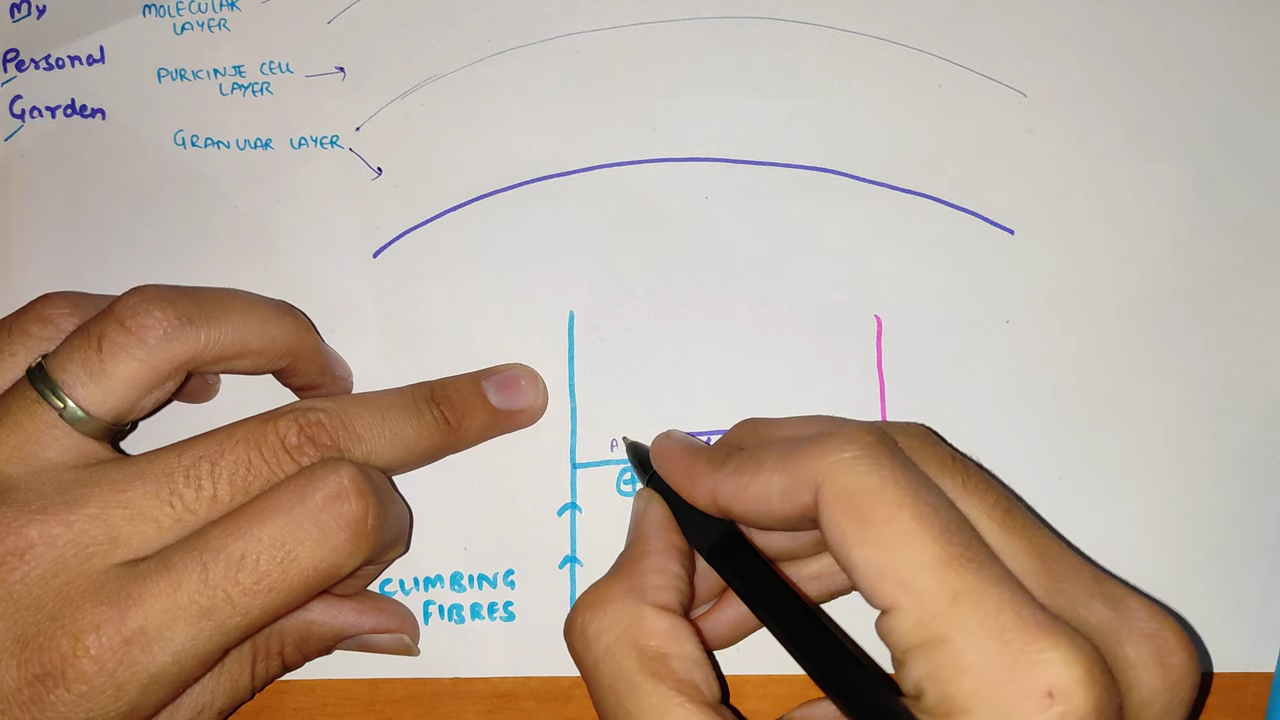 My
Personal
Garden
MOLECULAR
LAYER
PURKINJE CELL
LAYER
GRANULAR LAYER
A
+
CLIMBING
FIBRES